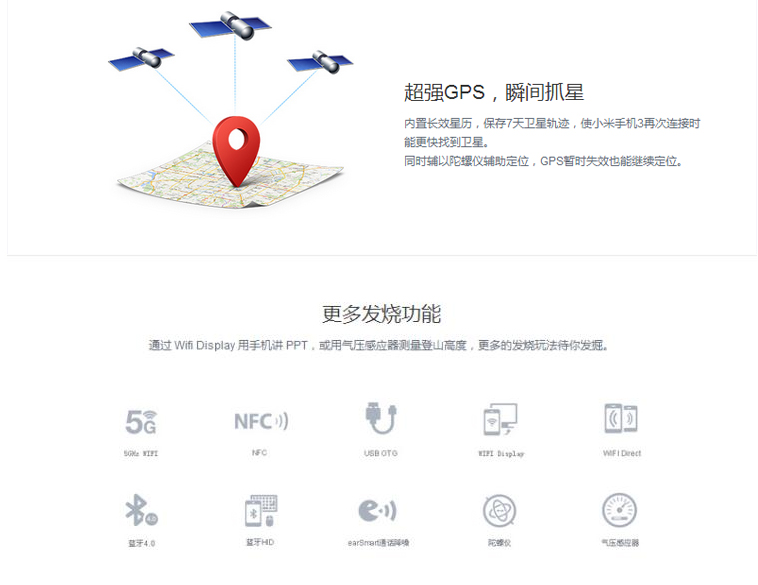 超强GPS，瞬间抓星
内置长效星历，保存7天卫星轨迹，使小米手机3再次连接时
能更快找到卫星。
同时辅以陀螺仪辅助定位，GPS暂时失效也能继续定位。
更多发烧功能
通过 Wifi Display 用手机讲 PPT，或用气压感应器测量登山高度，更多的发烧玩法待你发掘。
5G NFC
5GHz WIFI NFC USB OTG WIFI Display WIFI Direct
4.0
蓝牙4.0 蓝牙HID earSmart通话降噪 陀螺仪 气压感应器